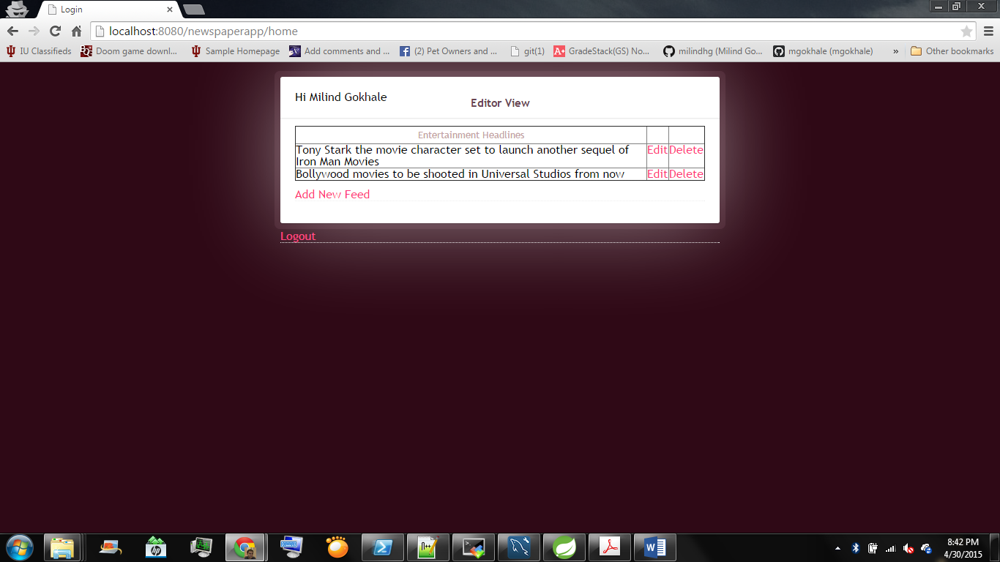 Login
localhost:8080/newspaperapp/home
IU Classifieds Doom game downl... Sample Homepage Add comments and ... (2) Pet Owners and ... git(1) GradeStack(GS) No... milindhg (Milind Go... mgokhale (mgokhale) » Other bookmarks
Hi Milind Gokhale
Editor View
Entertainment Headlines
Tony Stark the movie character set to launch another sequel of Edit Delete
Iron Man Movies
Bollywood movies to be shooted in Universal Studios from now Edit Delete
Add New Feed
Logout
8:42 PM
4/30/2015